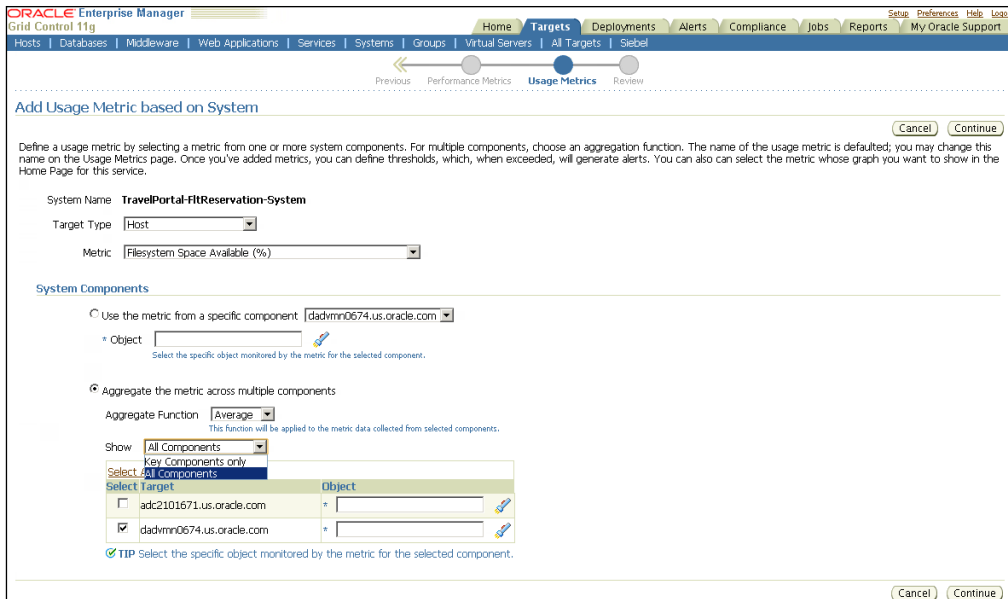 ORACLE Enterprise Manager
Setup Preferences Help Logo
Grid Control 11g
Home Targets Deployments Alerts Compliance Jobs Reports My Oracle Support
Hosts | Databases | Middleware | Web Applications | Services | Systems | Groups | Virtual Servers | All Targets | Siebel
Previous Performance Metrics Usage Metrics Review
Add Usage Metric based on System
Cancel Continue
Define a usage metric by selecting a metric from one or more system components. For multiple components, choose an aggregation function. The name of the usage metric is defaulted; you may change this
name on the Usage Metrics page. Once you've added metrics, you can define thresholds, which, when exceeded, will generate alerts. You can also can select the metric whose graph you want to show in the
Home Page for this service.
System Name TravelPortal-FltReservation-System
Target Type Host
Metric Filesystem Space Available (%)
System Components
Use the metric from a specific component dadvmn0674.us.oracle.com
* Object
Select the specific object monitored by the metric for the selected component.
Aggregate the metric across multiple components
Aggregate Function Average
This function will be applied to the metric data collected from selected components.
Show All Components
Key Components only
Select All Components
Select Target Object
adc2101671.us.oracle.com *
dadvmn0674.us.oracle.com *
TIP Select the specific object monitored by the metric for the selected component.
Cancel Continue